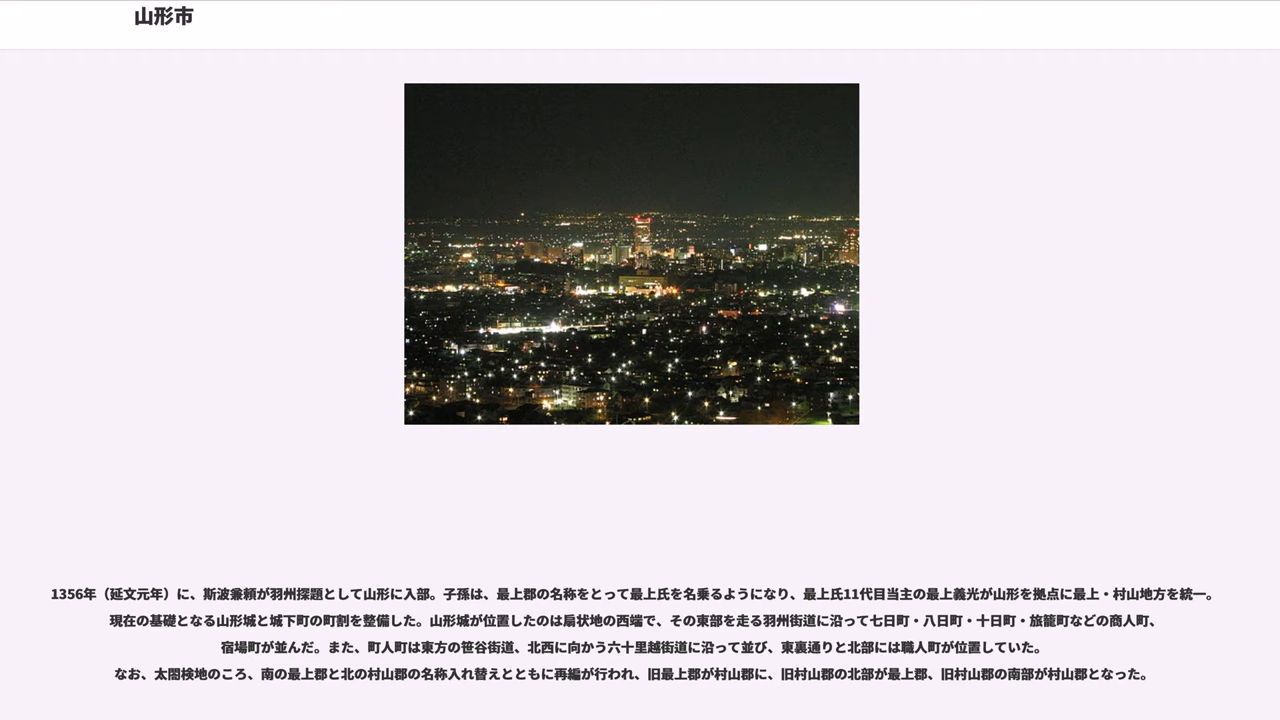 山形市
1356年（延文元年）に、斯波兼頼が羽州探題として山形に入部。子孫は、最上郡の名称をとって最上氏を名乗るようになり、最上氏11代目当主の最上義光が山形を拠点に最上・村山地方を統一。
現在の基礎となる山形城と城下町の町割を整備した。山形城が位置したのは扇状地の西端で、その東部を走る羽州街道に沿って七日町・八日町・十日町・旅籠町などの商人町、
宿場町が並んだ。また、町人町は東方の笹谷街道、北西に向かう六十里越街道に沿って並び、東裏通りと北部には職人町が位置していた。
なお、太閤検地のころ、南の最上郡と北の村山郡の名称入れ替えとともに再編が行われ、旧最上郡が村山郡に、旧村山郡の北部が最上郡、旧村山郡の南部が村山郡となった。